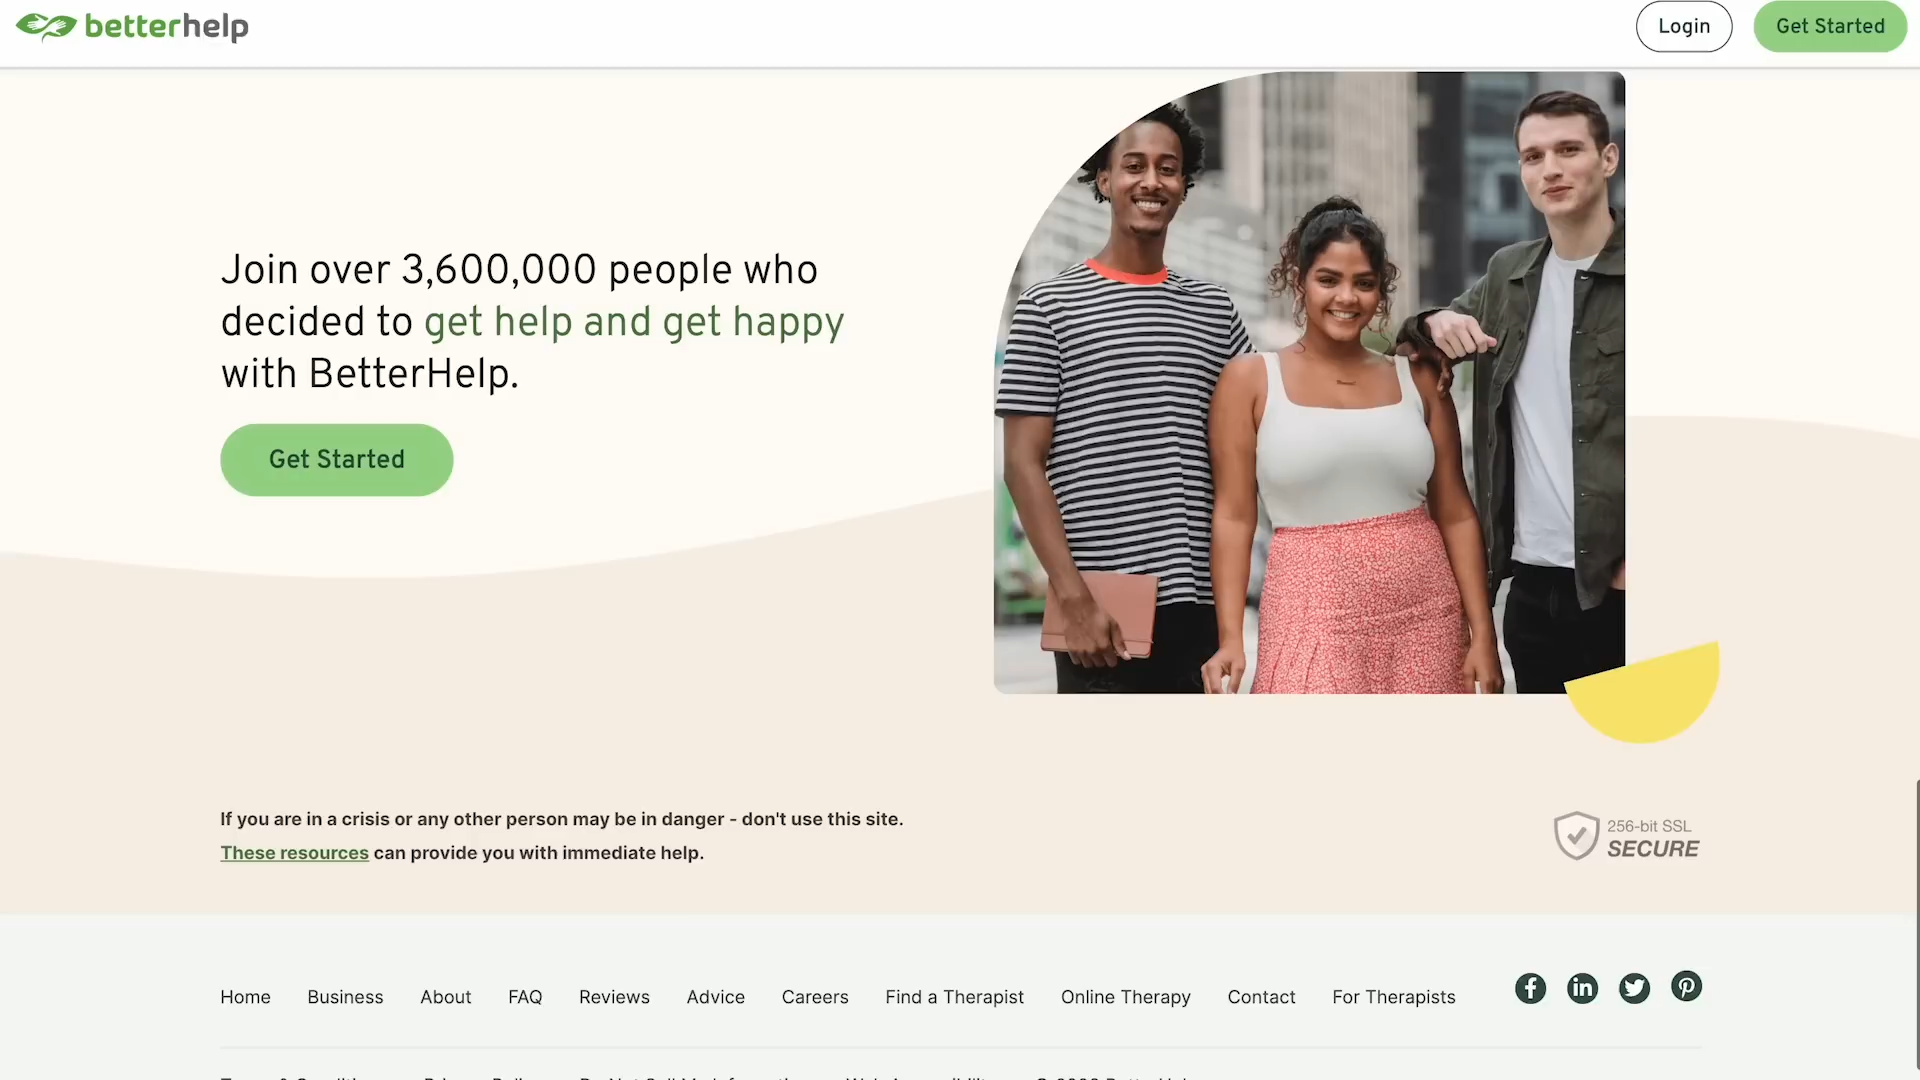 betterhelp
Login
Get Started
Join over 3,600,000 people who
decided to get help and get happy
with BetterHelp.
Get Started
If you are in a crisis or any other person may be in danger - don't use this site.
These resources can provide you with immediate help.
256-bit SSL
SECURE
Home Business About FAQ Reviews Advice Careers Find a Therapist Online Therapy Contact For Therapists